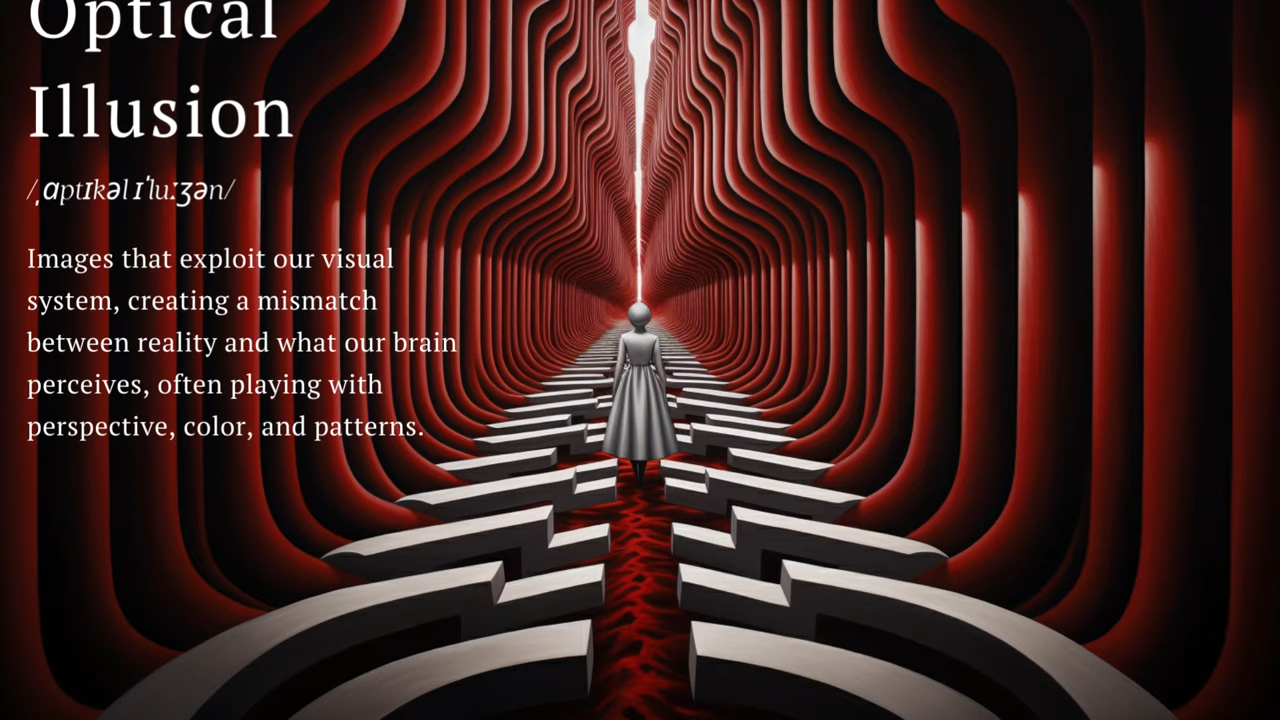 Optical
Illusion
/ˌɑptɪkəl ɪˈluːʒən/
Images that exploit our visual
system, creating a mismatch
between reality and what our brain
perceives, often playing with
perspective, color, and patterns.